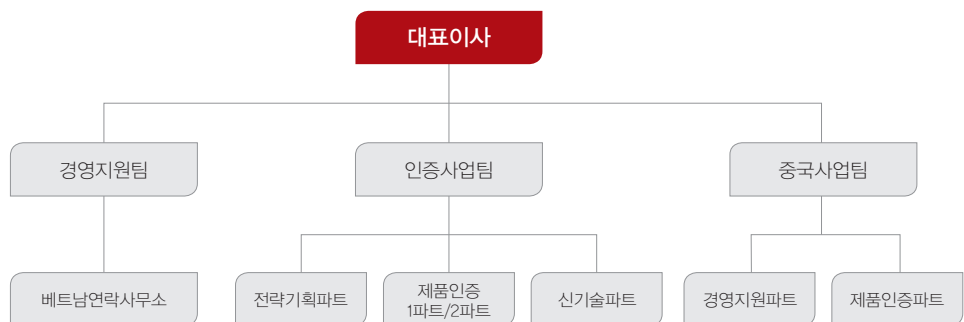 대표이사
경영지원팀
인증사업팀
중국사업팀
베트남연락사무소
전략기획파트
제품인증
1파트/2파트
신기술파트
경영지원파트
제품인증파트